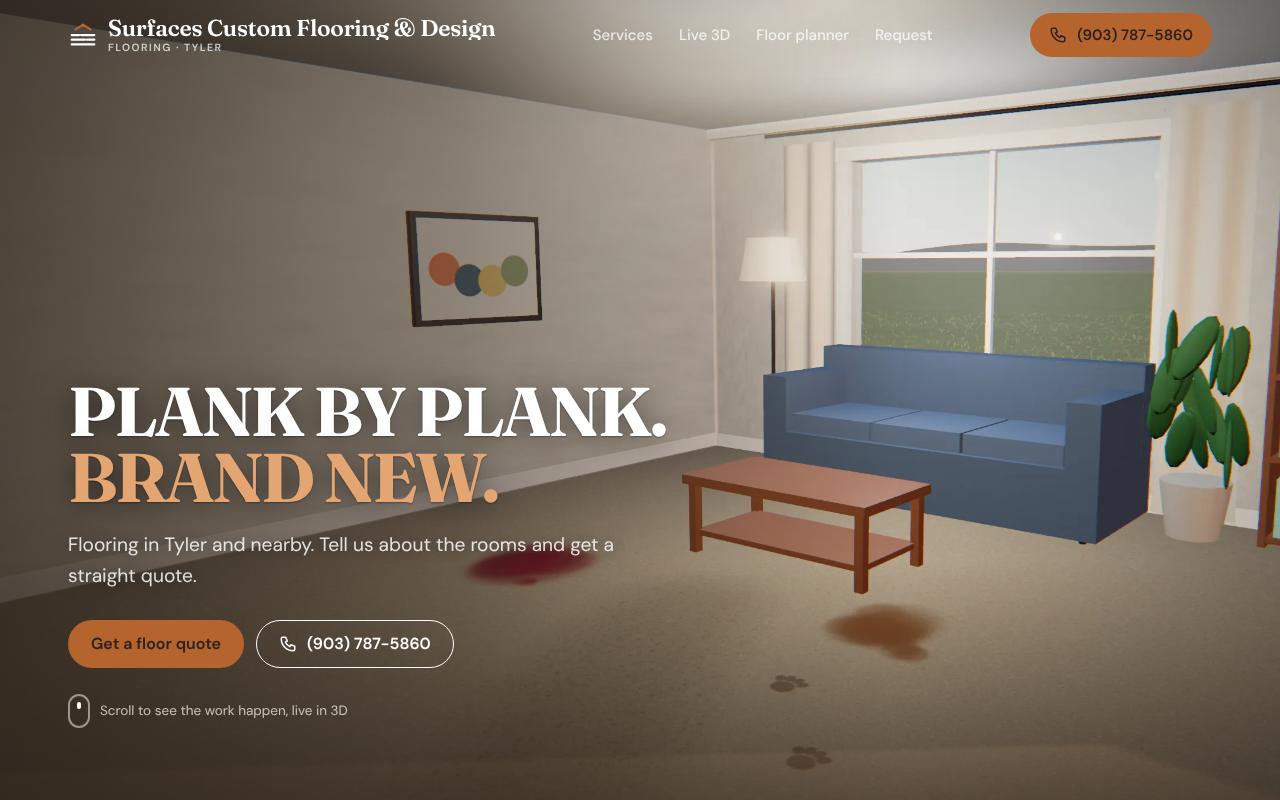 Surfaces Custom Flooring & Design
FLOORING · TYLER
Services
Live 3D
Floor planner
Request
(903) 787-5860
PLANK BY PLANK.
BRAND NEW.
Flooring in Tyler and nearby. Tell us about the rooms and get a
straight quote.
Get a floor quote
(903) 787-5860
Scroll to see the work happen, live in 3D